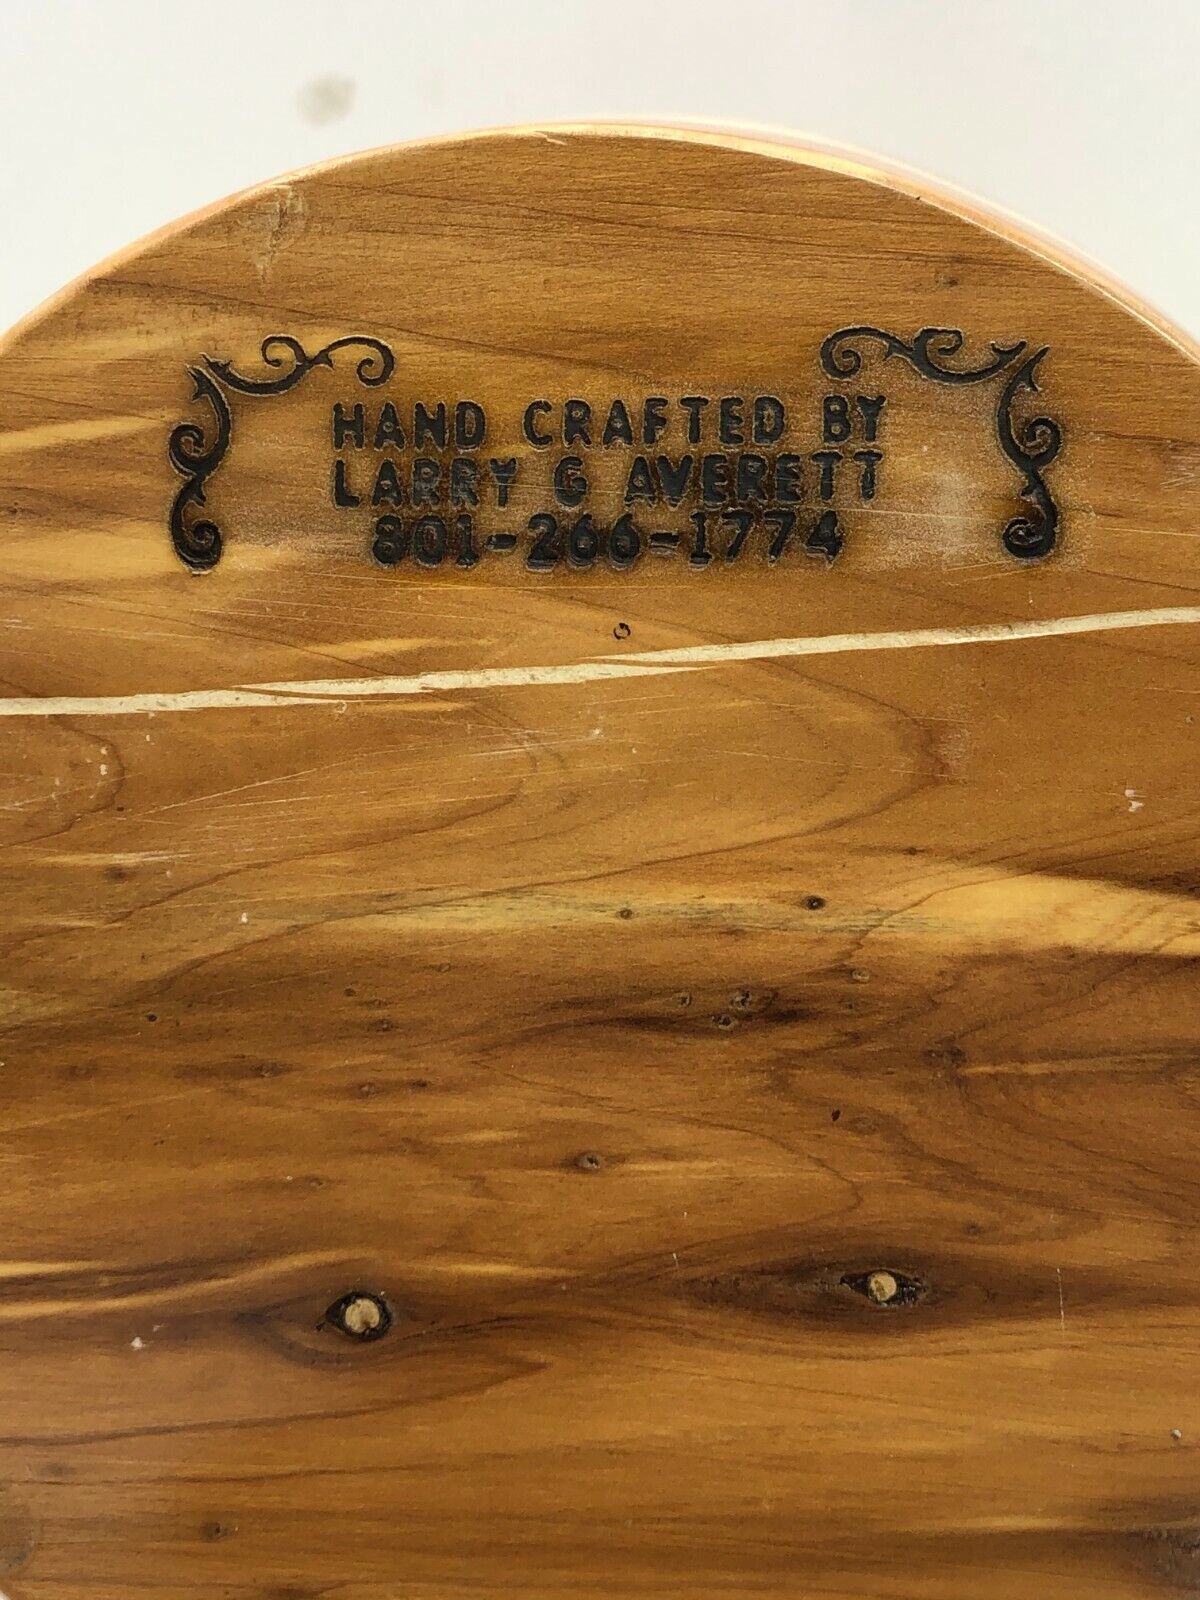 HAND CRAFTED BY
LARRY G AVERETT
801-266-1774